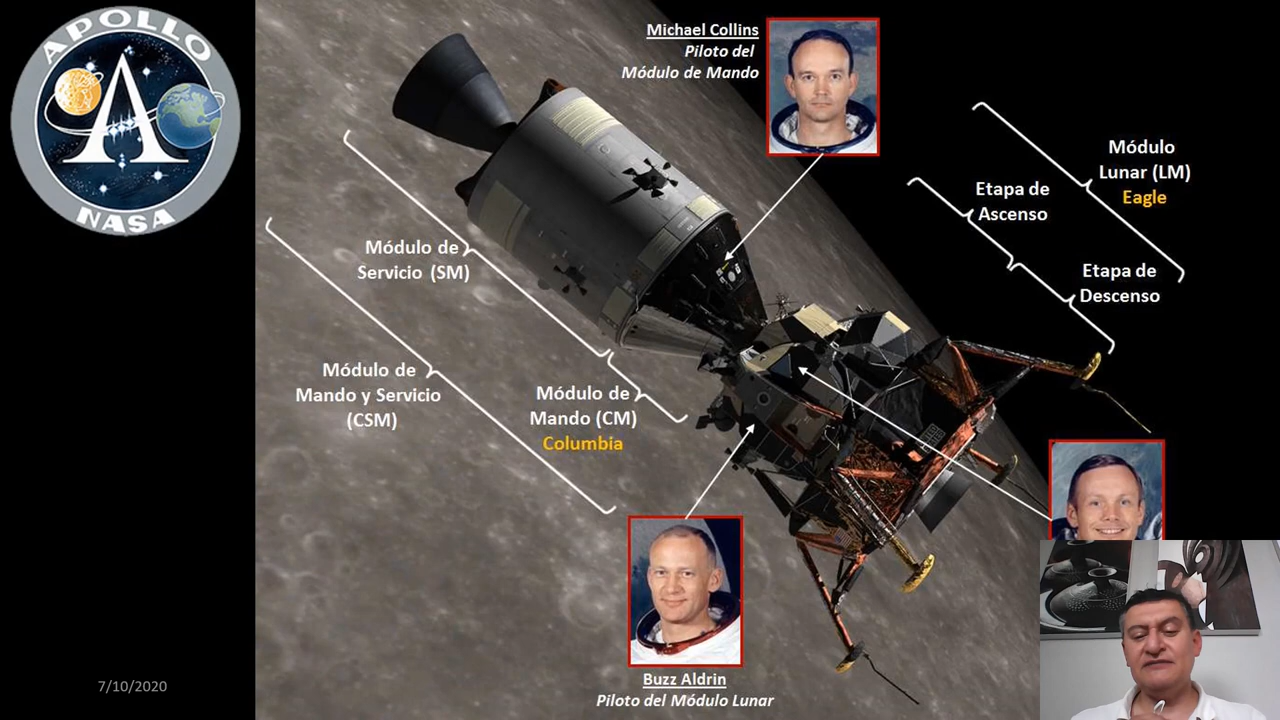 APOLLO
NASA
Michael Collins
Piloto del
Módulo de Mando
Módulo
Lunar (LM)
Eagle
Etapa de
Ascenso
Etapa de
Descenso
Módulo de
Servicio (SM)
Módulo de
Mando y Servicio
(CSM)
Módulo de
Mando (CM)
Columbia
Buzz Aldrin
Piloto del Módulo Lunar
7/10/2020